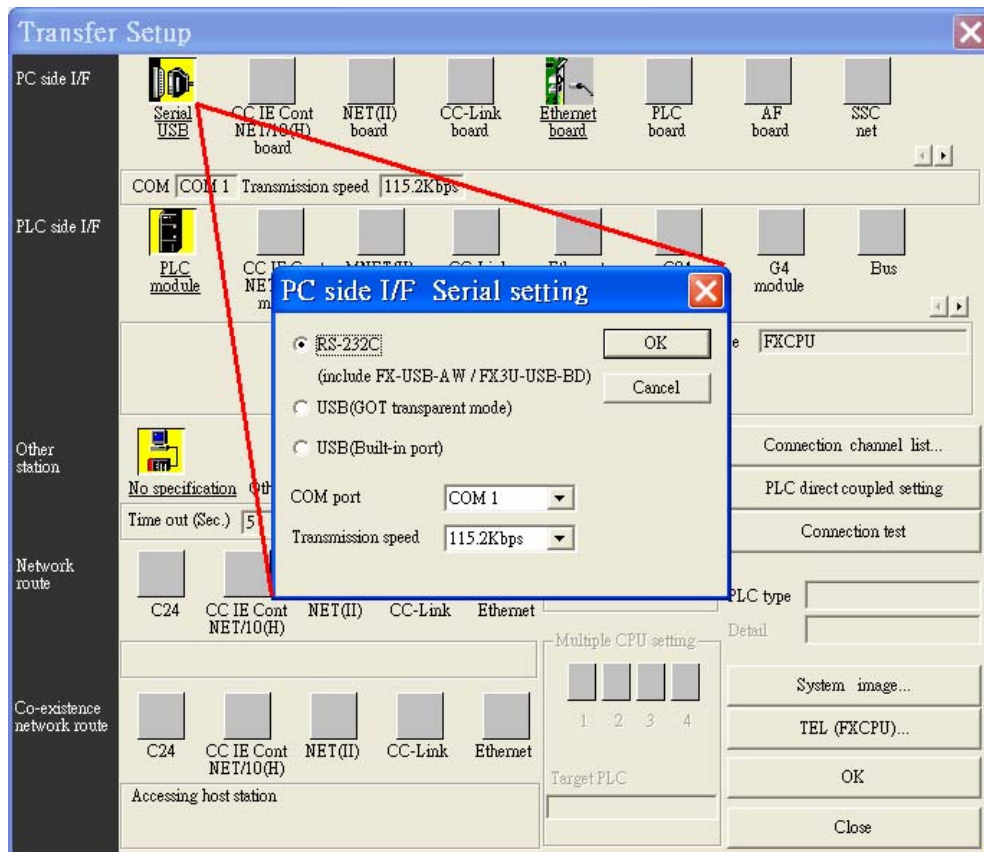 Transfer Setup
PC side I/F
Serial USB
CC IE Cont NET/10(H) board
NET(II) board
CC-Link board
Ethernet board
PLC board
AF board
SSC net
COM COM 1 Transmission speed 115.2Kbps
PLC side I/F
PLC module
G4 module
Bus
FXCPU
PC side I/F Serial setting
RS-232C
(include FX-USB-AW / FX3U-USB-BD)
USB(GOT transparent mode)
USB(Built-in port)
COM port COM 1
Transmission speed 115.2Kbps
OK
Cancel
Other station
No specification
Time out (Sec.) 5
Connection channel list...
PLC direct coupled setting
Connection test
Network route
C24
CC IE Cont NET/10(H)
NET(II)
CC-Link
Ethernet
PLC type
Detail
Multiple CPU setting
1 2 3 4
Target PLC
Co-existence network route
C24
CC IE Cont NET/10(H)
NET(II)
CC-Link
Ethernet
Accessing host station
System image...
TEL (FXCPU)...
OK
Close